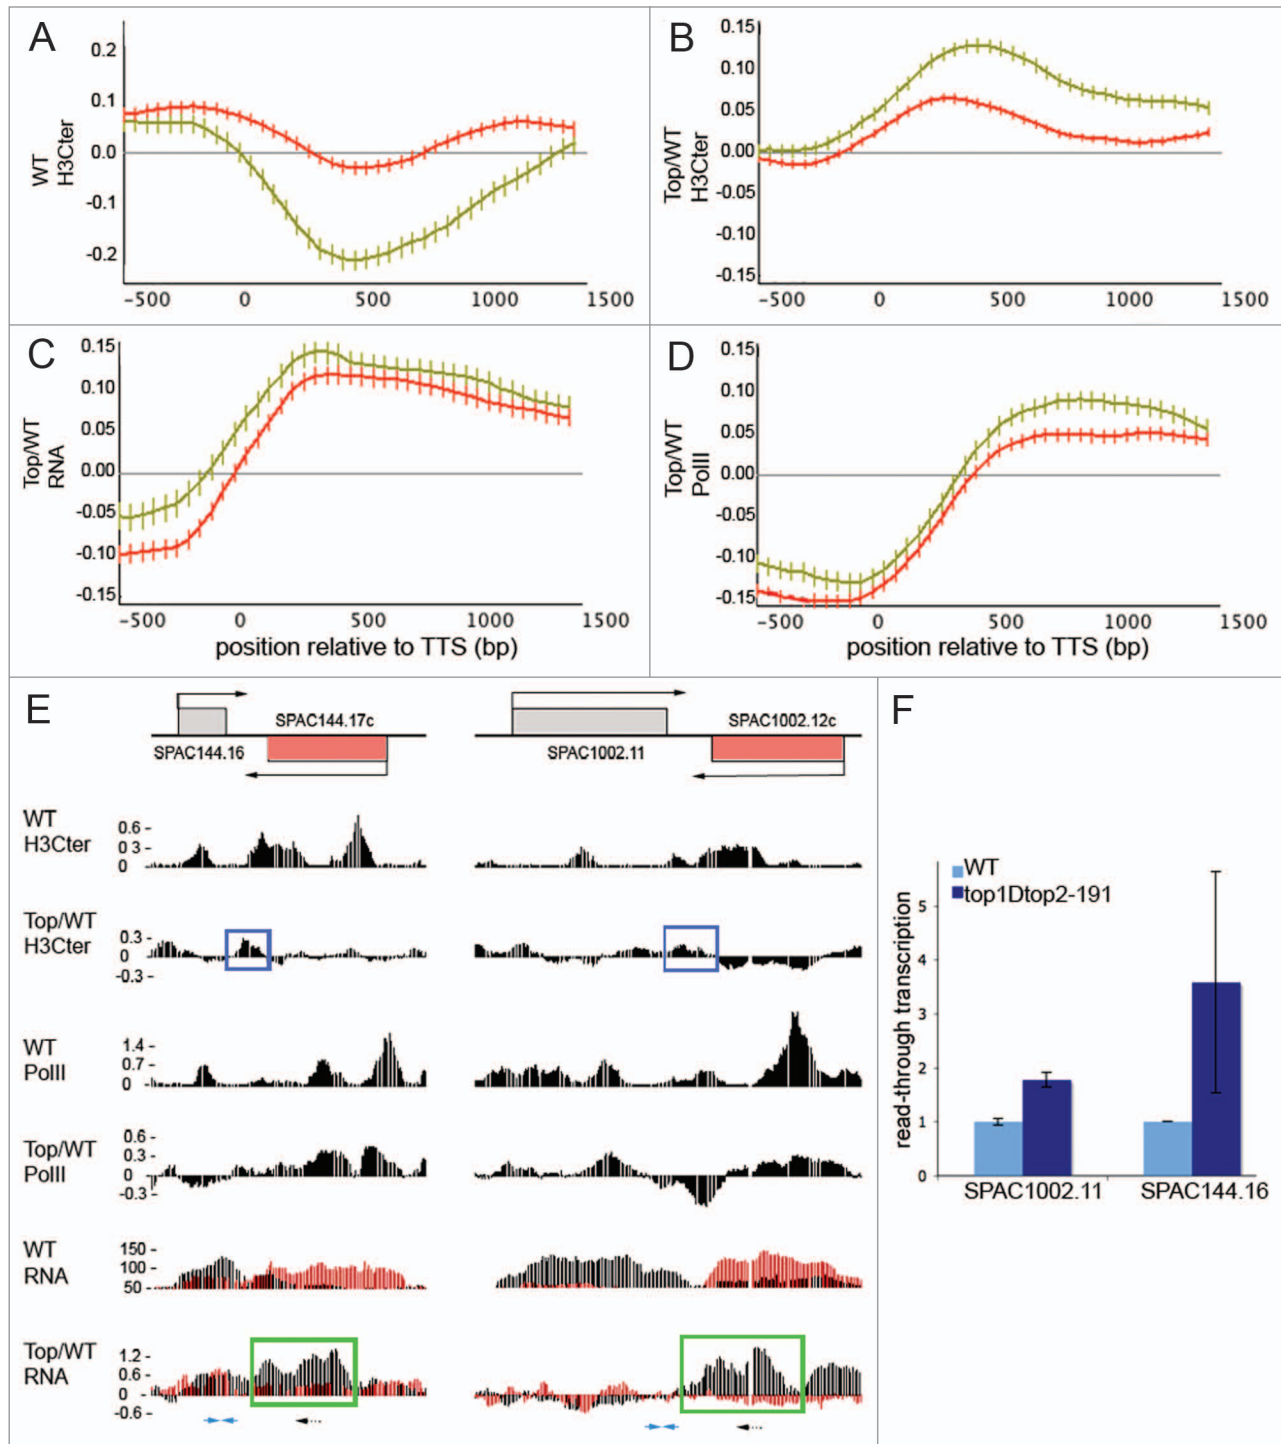 A
WT
H3Cter
0.2
0.1
0.0
-0.1
-0.2
-500 0 500 1000 1500
B
Top/WT
H3Cter
0.15
0.10
0.05
0.00
-0.05
-0.10
-0.15
-500 0 500 1000 1500
C
Top/WT
RNA
0.15
0.10
0.05
0.00
-0.05
-0.10
-0.15
-500 0 500 1000 1500
position relative to TTS (bp)
D
Top/WT
PolII
0.15
0.10
0.05
0.00
-0.05
-0.10
-0.15
-500 0 500 1000 1500
position relative to TTS (bp)
E
SPAC144.17c
SPAC144.16
SPAC1002.12c
SPAC1002.11
WT
H3Cter
0.6 -
0.3 -
0
Top/WT
H3Cter
0.3 -
0
-0.3 -
WT
PolII
1.4 -
0.7 -
0
Top/WT
PolII
0.6 -
0.3 -
0
-0.3 -
WT
RNA
150 -
100 -
50 -
Top/WT
RNA
1.2 -
0.6 -
0 -
-0.6 -
F
WT
top1Dtop2-191
read-through transcription
5
4
3
2
1
0
SPAC1002.11 SPAC144.16